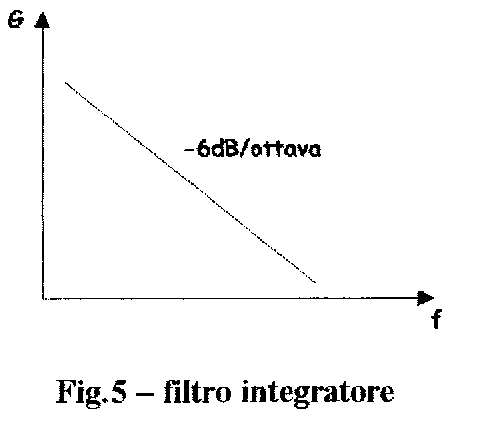 G
-6dB/ottava
f
Fig.5 – filtro integratore